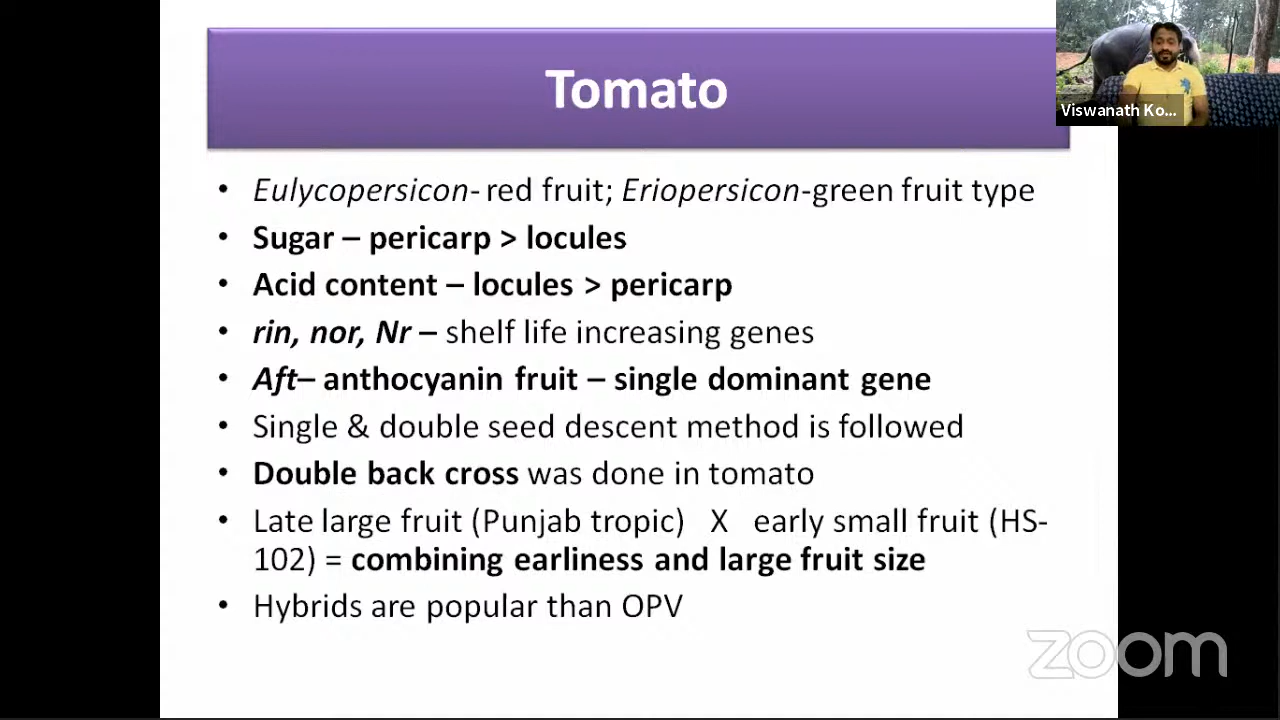 Tomato
Viswanath Ko...
• Eulycopersicon- red fruit; Eriopersicon-green fruit type
• Sugar – pericarp > locules
• Acid content – locules > pericarp
• rin, nor, Nr – shelf life increasing genes
• Aft– anthocyanin fruit – single dominant gene
• Single & double seed descent method is followed
• Double back cross was done in tomato
• Late large fruit (Punjab tropic) X early small fruit (HS-
102) = combining earliness and large fruit size
• Hybrids are popular than OPV
zoom